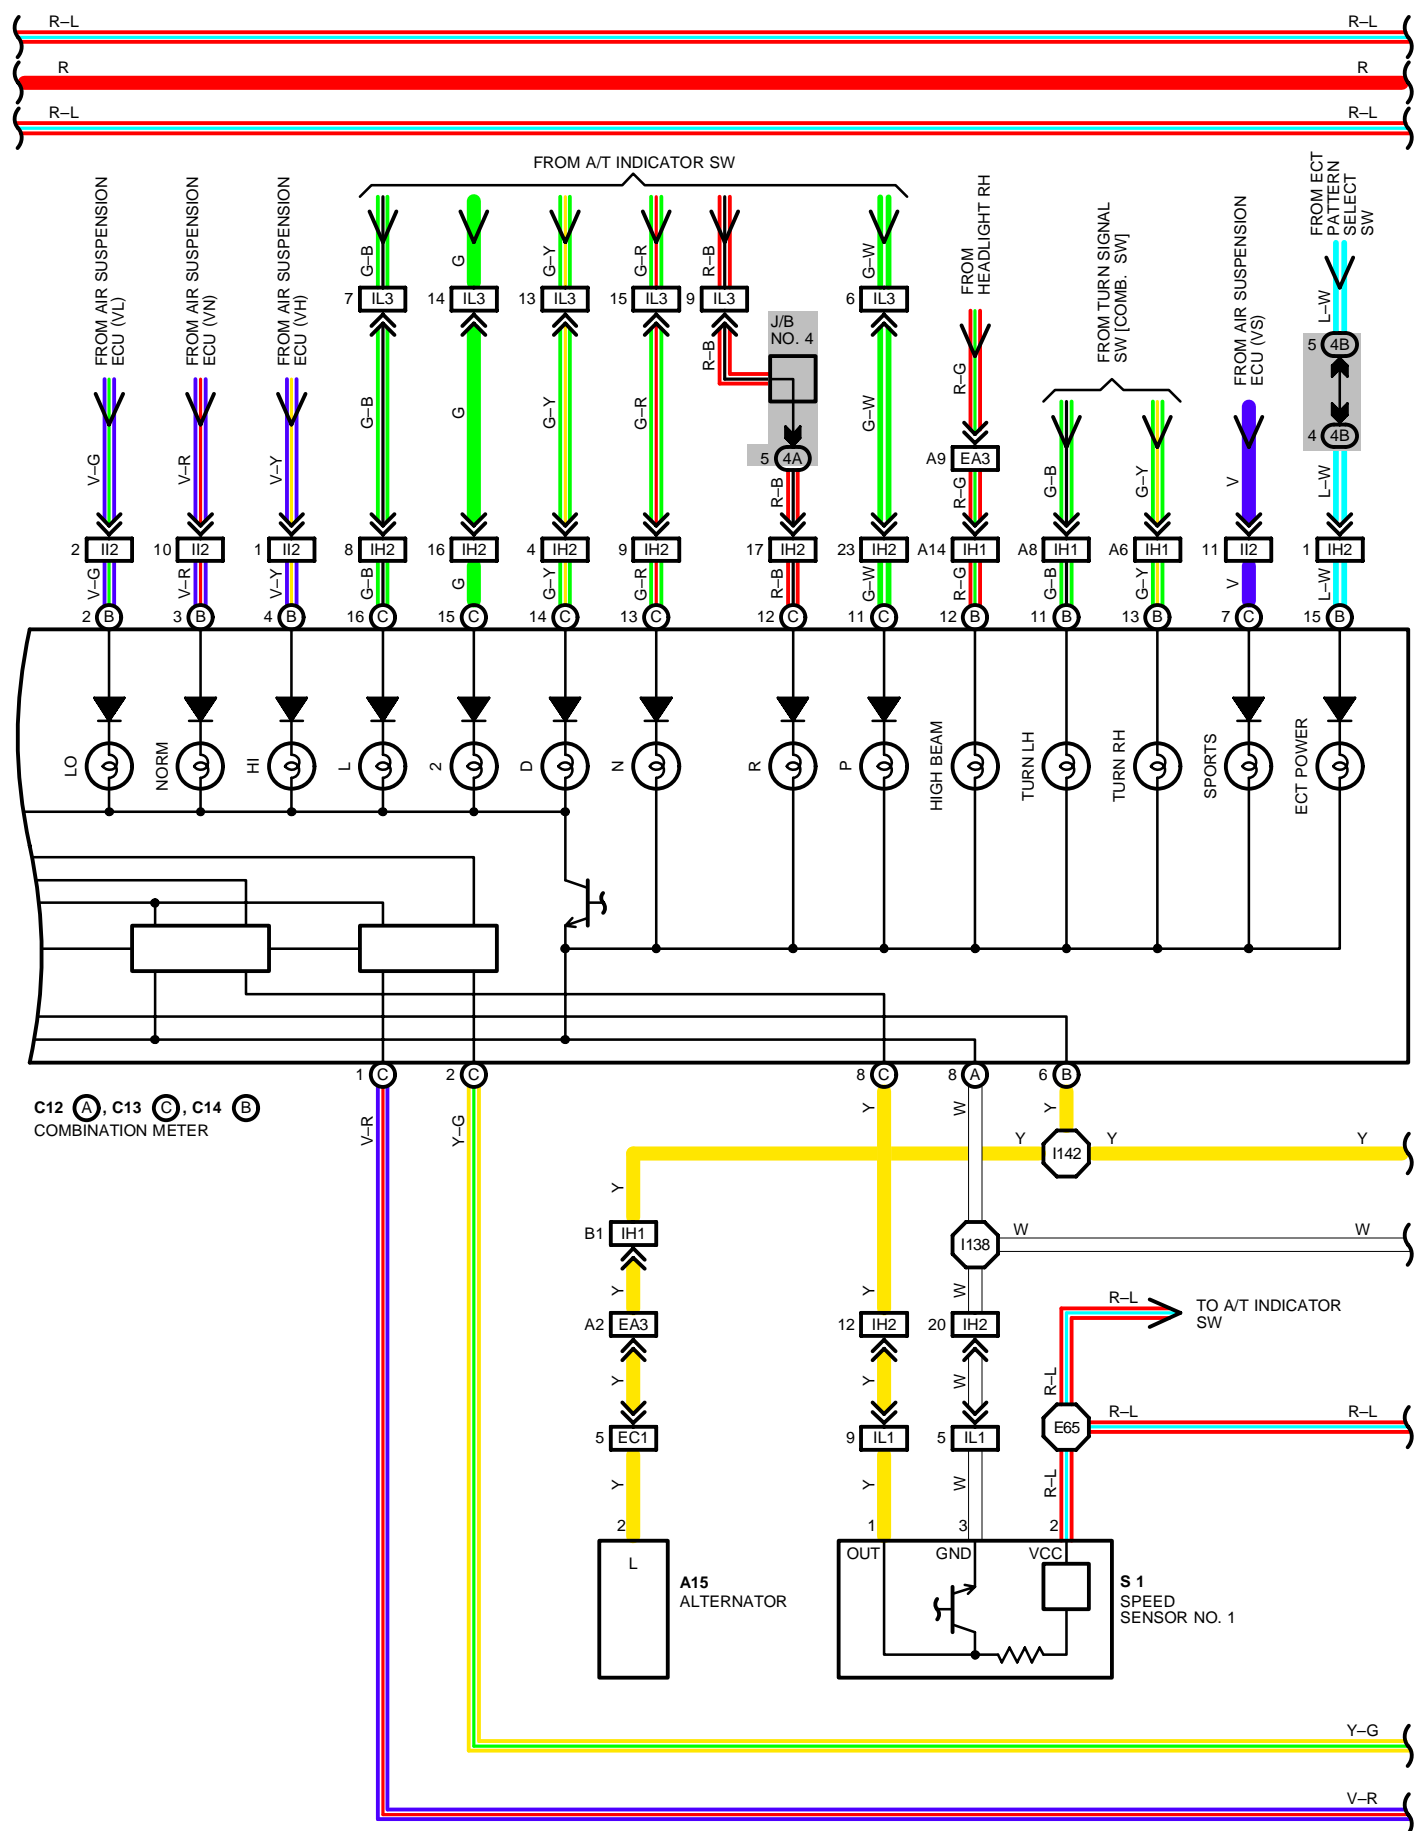 R–L R–L
R R
R–L R–L
FROM A/T INDICATOR SW
FROM AIR SUSPENSION
ECU (VL)
FROM AIR SUSPENSION
ECU (VN)
FROM AIR SUSPENSION
ECU (VH)
FROM
HEADLIGHT RH
FROM TURN SIGNAL
SW [COMB. SW]
FROM AIR SUSPENSION
ECU (VS)
FROM ECT
PATTERN
SELECT
SW
G–B G G–Y G–R R–B G–W L–W
7 IL3 14 IL3 13 IL3 15 IL3 9 IL3 6 IL3
J/B
NO. 4
5 4B
R–B R–G
V–G V–R V–Y G–B G G–Y G–R G–W G–B G–Y V
4 4B
5 4A A9 EA3
R–B R–G L–W
2 II2 10 II2 1 II2 8 IH2 16 IH2 4 IH2 9 IH2 17 IH2 23 IH2 A14 IH1 A8 IH1 A6 IH1 11 II2 1 IH2
V–G V–R V–Y G–B G G–Y G–R R–B G–W R–G G–B G–Y V L–W
2 B 3 B 4 B 16 C 15 C 14 C 13 C 12 C 11 C 12 B 11 B 13 B 7 C 15 B
LO NORM HI L 2 D N R P HIGH BEAM TURN LH TURN RH SPORTS ECT POWER
1 C 2 C 8 C 8 A 6 B
C12 A, C13 C, C14 B
COMBINATION METER
V–R Y–G Y W Y
Y I142 Y Y
Y
B1 IH1
I138 W W
Y Y W
R–L TO A/T INDICATOR
SW
A2 EA3 12 IH2 20 IH2
Y Y W R–L
E65 R–L R–L
5 EC1 9 IL1 5 IL1
Y Y W R–L
2 1 3 2
L OUT GND VCC
A15
ALTERNATOR
S 1
SPEED
SENSOR NO. 1
Y–G
V–R